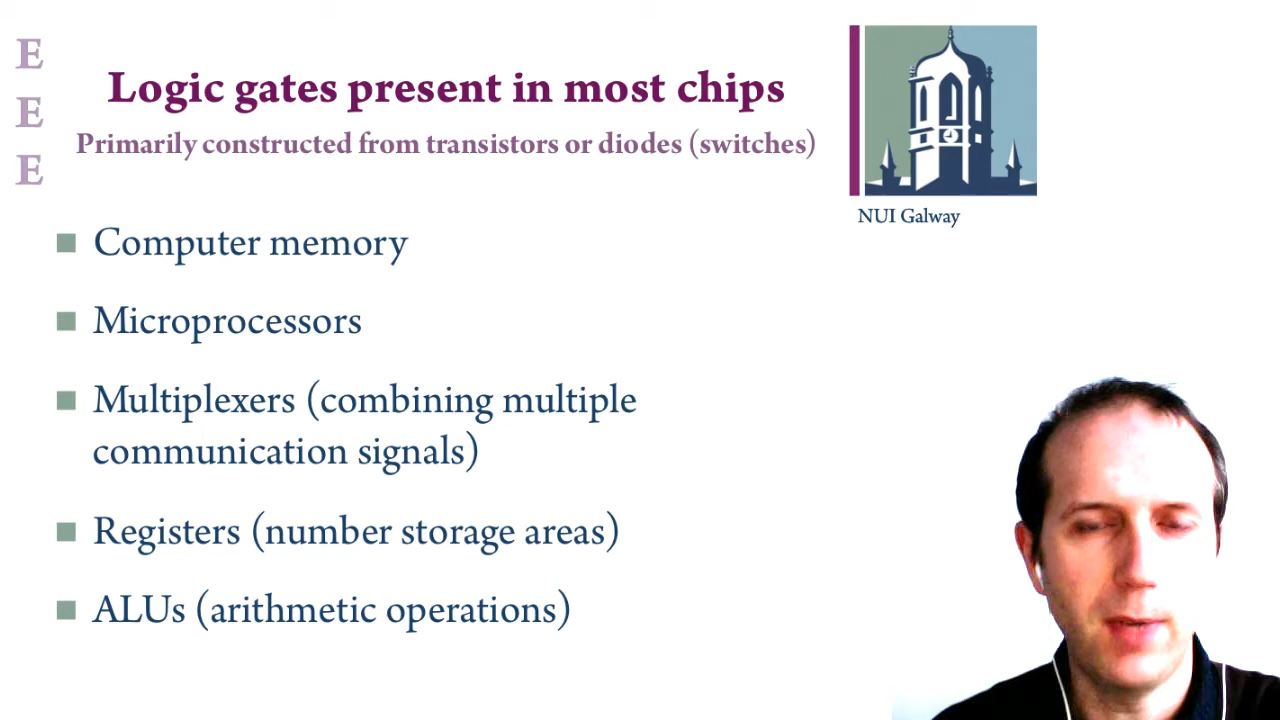 E
E
E
Logic gates present in most chips
Primarily constructed from transistors or diodes (switches)
NUI Galway
Computer memory
Microprocessors
Multiplexers (combining multiple
communication signals)
Registers (number storage areas)
ALUs (arithmetic operations)